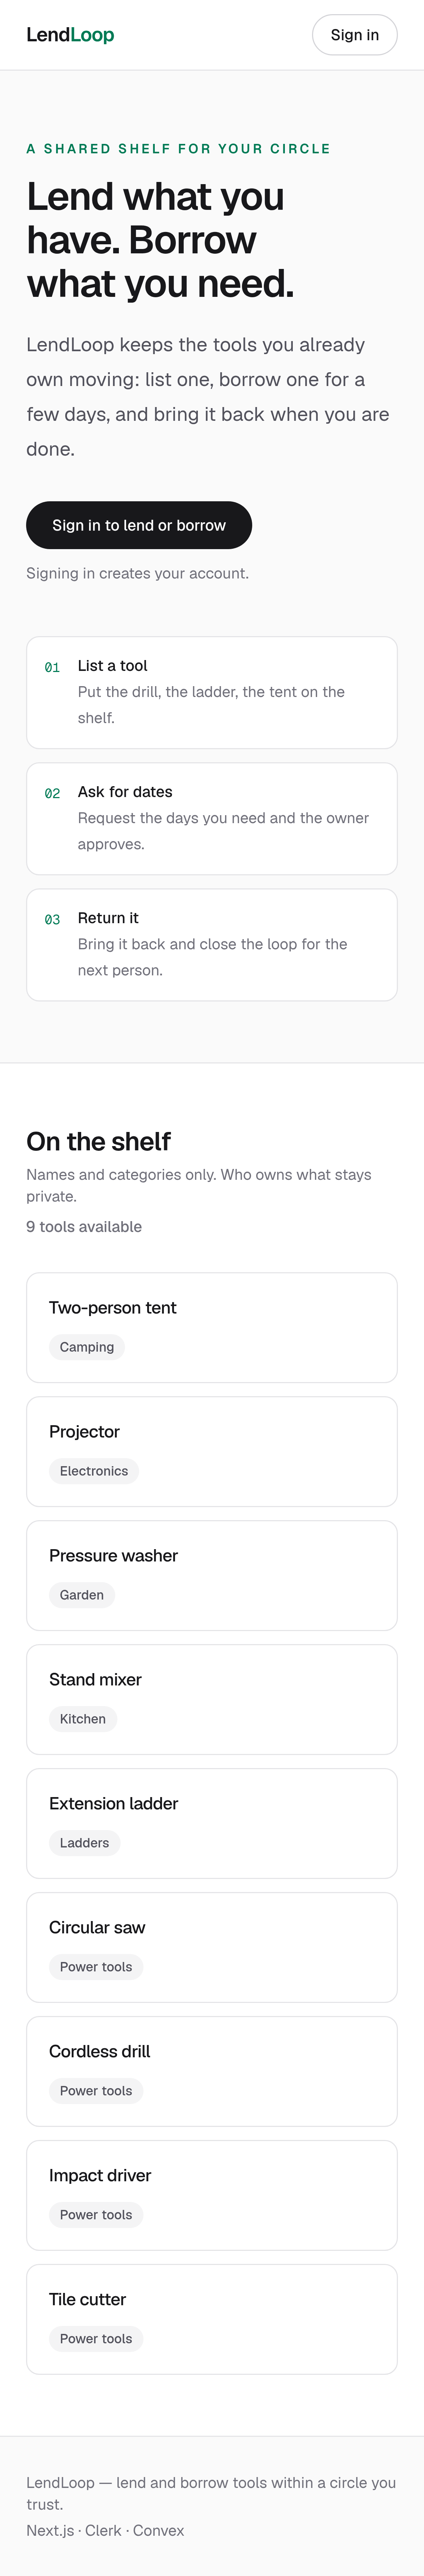 LendLoop
Sign in
A SHARED SHELF FOR YOUR CIRCLE
Lend what you
have. Borrow
what you need.
LendLoop keeps the tools you already
own moving: list one, borrow one for a
few days, and bring it back when you are
done.
Sign in to lend or borrow
Signing in creates your account.
01
List a tool
Put the drill, the ladder, the tent on the
shelf.
02
Ask for dates
Request the days you need and the owner
approves.
03
Return it
Bring it back and close the loop for the
next person.
On the shelf
Names and categories only. Who owns what stays
private.
9 tools available
Two-person tent
Camping
Projector
Electronics
Pressure washer
Garden
Stand mixer
Kitchen
Extension ladder
Ladders
Circular saw
Power tools
Cordless drill
Power tools
Impact driver
Power tools
Tile cutter
Power tools
LendLoop — lend and borrow tools within a circle you
trust.
Next.js · Clerk · Convex